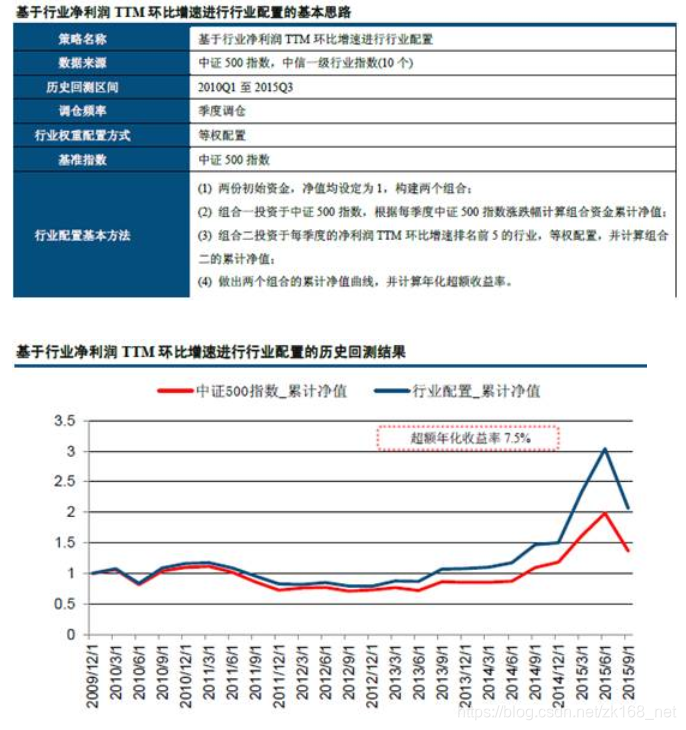 基于行业净利润 TTM 环比增速进行行业配置的基本思路
策略名称 基于行业净利润 TTM 环比增速进行行业配置
数据来源 中证 500 指数，中信一级行业指数(10 个)
历史回测区间 2010Q1 至 2015Q3
调仓频率 季度调仓
行业权重配置方式 等权配置
基准指数 中证 500 指数
行业配置基本方法
(1) 两份初始资金，净值均设定为 1，构建两个组合；
(2) 组合一投资于中证 500 指数，根据每季度中证 500 指数涨跌幅计算组合资金累计净值；
(3) 组合二投资于每季度的净利润 TTM 环比增速排名前 5 的行业，等权配置，并计算组合
二的累计净值；
(4) 做出两个组合的累计净值曲线，并计算年化超额收益率。
基于行业净利润 TTM 环比增速进行行业配置的历史回测结果
中证500指数_累计净值 行业配置_累计净值
超额年化收益率 7.5%
3.5
3
2.5
2
1.5
1
0.5
0
2009/12/1
2010/3/1
2010/6/1
2010/9/1
2010/12/1
2011/3/1
2011/6/1
2011/9/1
2011/12/1
2012/3/1
2012/6/1
2012/9/1
2012/12/1
2013/3/1
2013/6/1
2013/9/1
2013/12/1
2014/3/1
2014/6/1
2014/9/1
2014/12/1
2015/3/1
2015/6/1
2015/9/1
https://blog.csdn.net/zk168_net